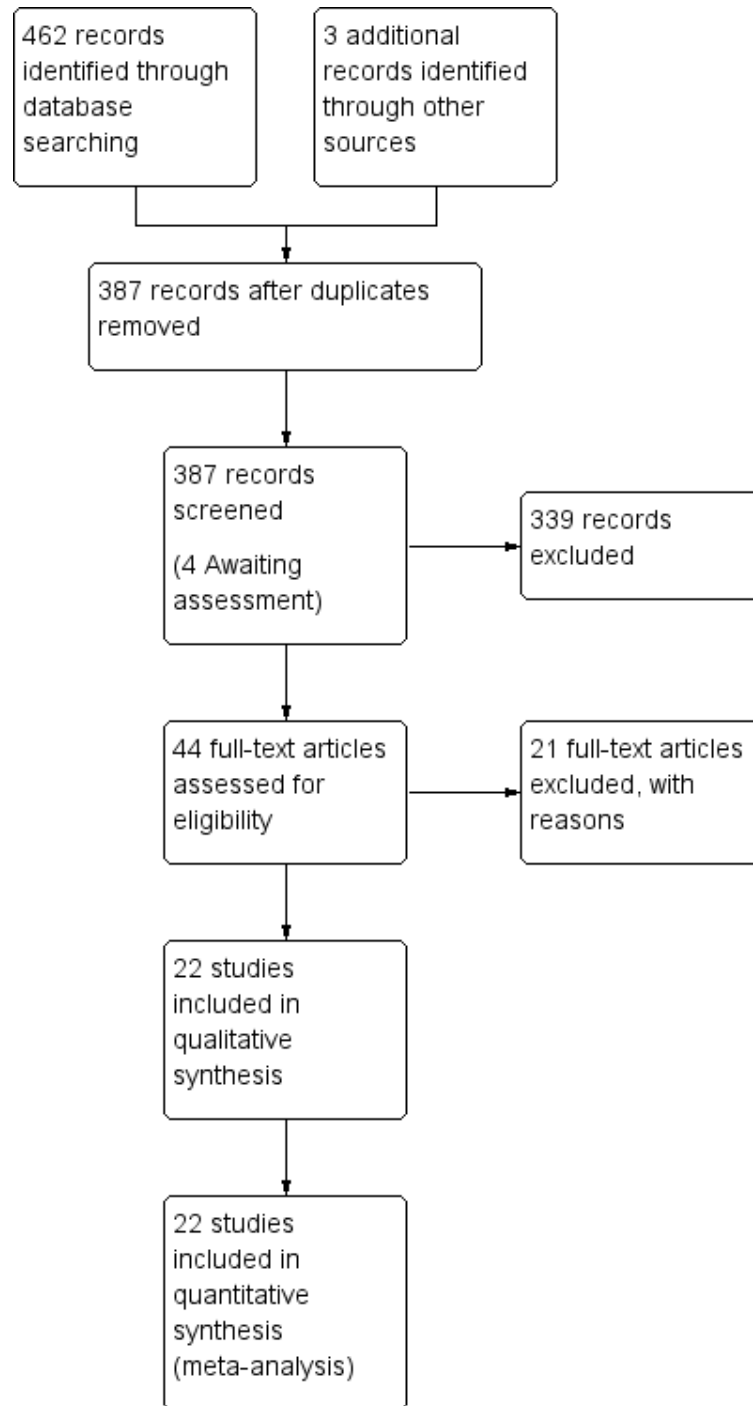 462 records
identified through
database
searching
3 additional
records identified
through other
sources
387 records after duplicates
removed
387 records
screened
(4 Awaiting
assessment)
339 records
excluded
44 full-text articles
assessed for
eligibility
21 full-text articles
excluded, with
reasons
22 studies
included in
qualitative
synthesis
22 studies
included in
quantitative
synthesis
(meta-analysis)